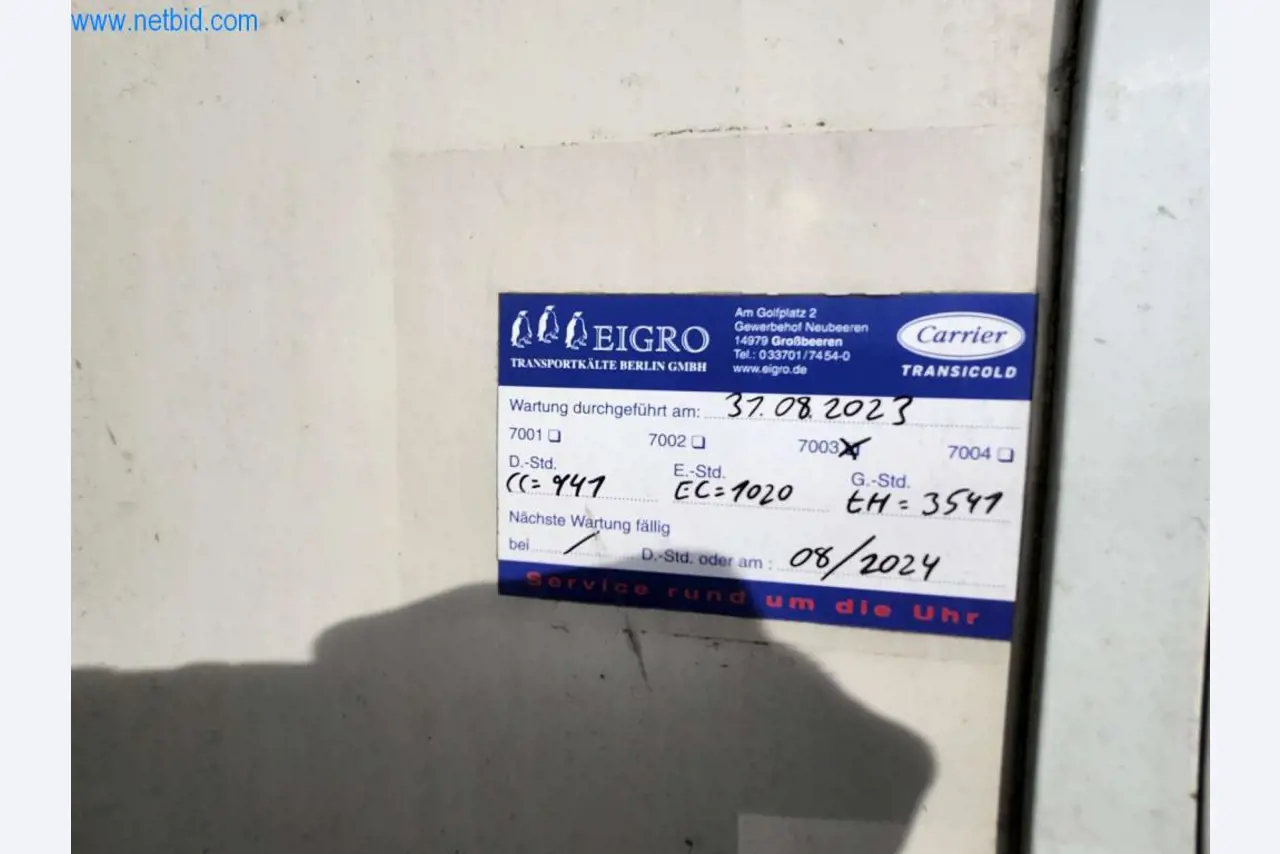 www.netbid.com
EIGRO
TRANSPORTKÄLTE BERLIN GMBH
Am Golfplatz 2
Gewerbehof Neubeeren
14979 Großbeeren
Tel.: 033701/7454-0
www.eigro.de
Carrier
TRANSICOLD
Wartung durchgeführt am: 31.08.2023
7001 7002 7003 7004
D.-Std. E.-Std. G.-Std.
CC= 941 EC=1020 tH = 3541
Nächste Wartung fällig
bei / D.-Std. oder am : 08/2024
Service rund um die Uhr